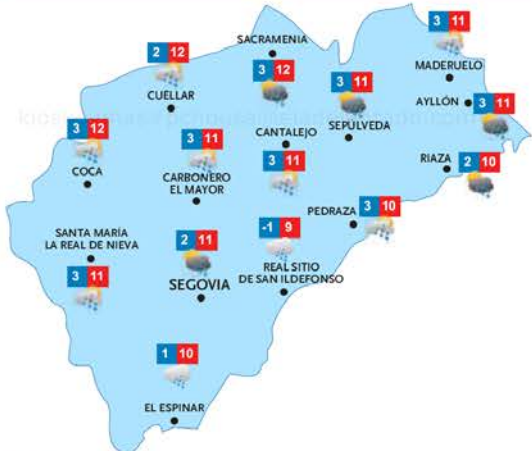 3 11
MADERUELO
SACRAMENIA
3 12
2 12
CUELLAR
3 11
SEPÚLVEDA
AYLLÓN
3 11
CANTALEJO
3 11
3 12
COCA
3 11
CARBONERO
EL MAYOR
RIAZA
2 10
PEDRAZA
3 10
SANTA MARÍA
LA REAL DE NIEVA
3 11
2 11
SEGOVIA
-1 9
REAL SITIO
DE SAN ILDEFONSO
1 10
EL ESPINAR